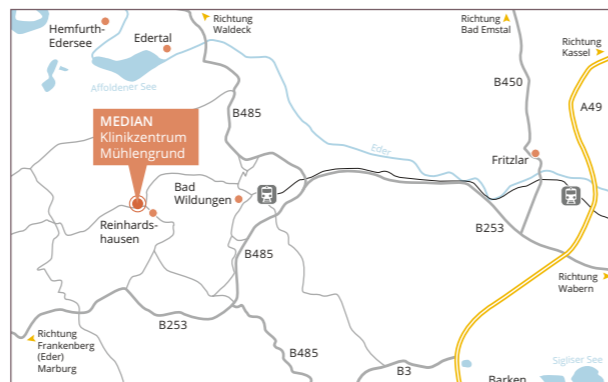 Hemfurth-
Edersee
Edertal
Richtung
Waldeck
Richtung
Bad Emstal
Richtung
Kassel
Affoldener See
B450
A49
MEDIAN
Klinikzentrum
Mühlengrund
B485
Eder
Fritzlar
Bad
Wildungen
Reinhards-
hausen
B253
B485
Richtung
Wabern
B253
Richtung
Frankenberg
(Eder)
Marburg
B485
B3
Sigliser See
Barken